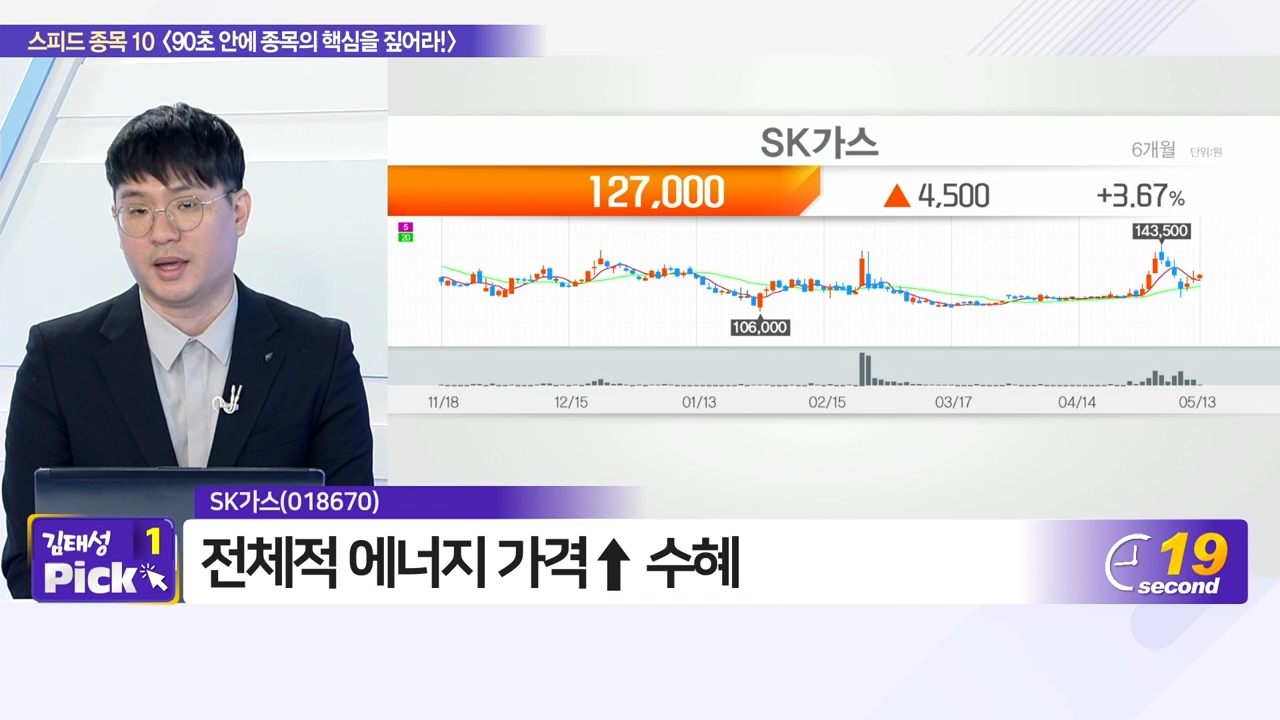 스피드 종목 10 〈90초 안에 종목의 핵심을 짚어라!〉
SK가스
6개월 단위:원
127,000 ▲ 4,500 +3.67%
5
20
143,500
106,000
11/18 12/15 01/13 02/15 03/17 04/14 05/13
SK가스(018670)
김태성 1
Pick
전체적 에너지 가격⬆ 수혜
19
second